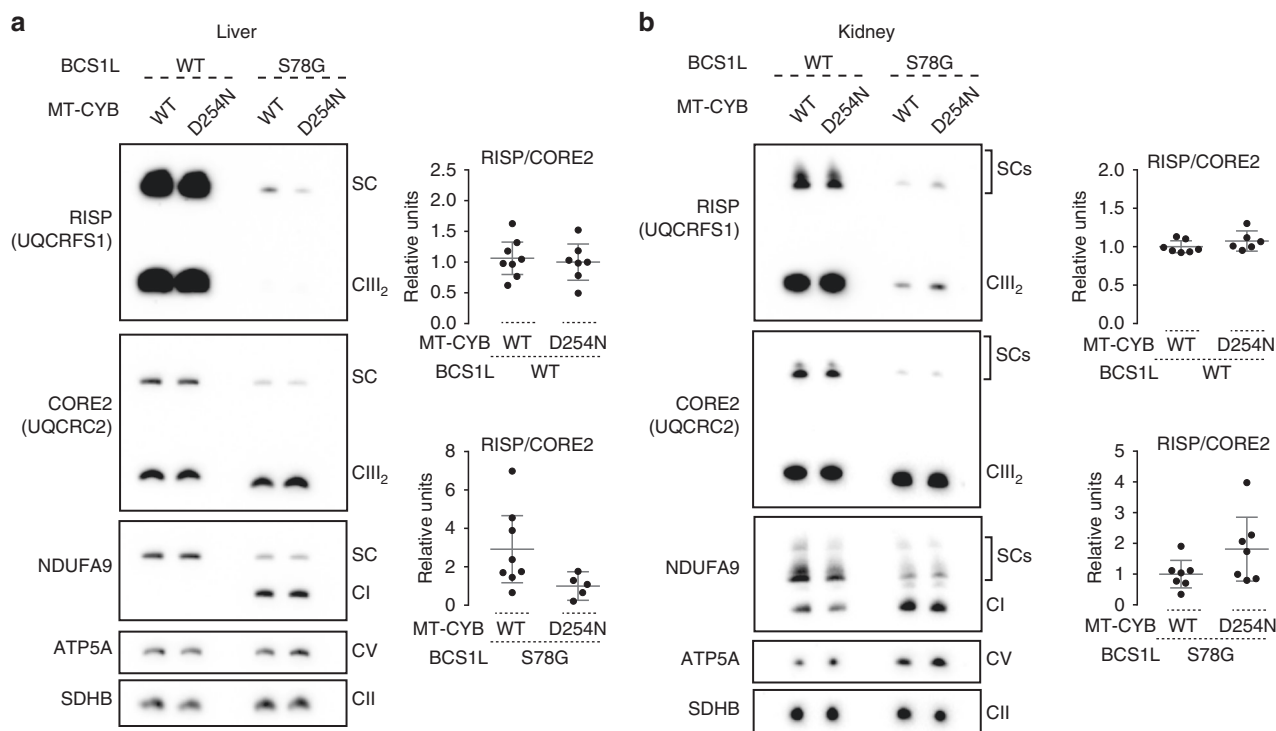 a
Liver
BCS1L WT S78G
MT-CYB WT D254N WT D254N
RISP
(UQCRFS1)
SC
CIII₂
CORE2
(UQCRC2)
SC
CIII₂
NDUFA9
SC
CI
ATP5A CV
SDHB CII
RISP/CORE2
Relative units
2.5
2.0
1.5
1.0
0.5
0.0
MT-CYB WT D254N
BCS1L WT
RISP/CORE2
Relative units
8
6
4
2
0
MT-CYB WT D254N
BCS1L S78G
b
Kidney
BCS1L WT S78G
MT-CYB WT D254N WT D254N
RISP
(UQCRFS1)
SCs
CIII₂
CORE2
(UQCRC2)
SCs
CIII₂
NDUFA9
SCs
CI
ATP5A CV
SDHB CII
RISP/CORE2
Relative units
2.0
1.5
1.0
0.5
0.0
MT-CYB WT D254N
BCS1L WT
RISP/CORE2
Relative units
5
4
3
2
1
0
MT-CYB WT D254N
BCS1L S78G